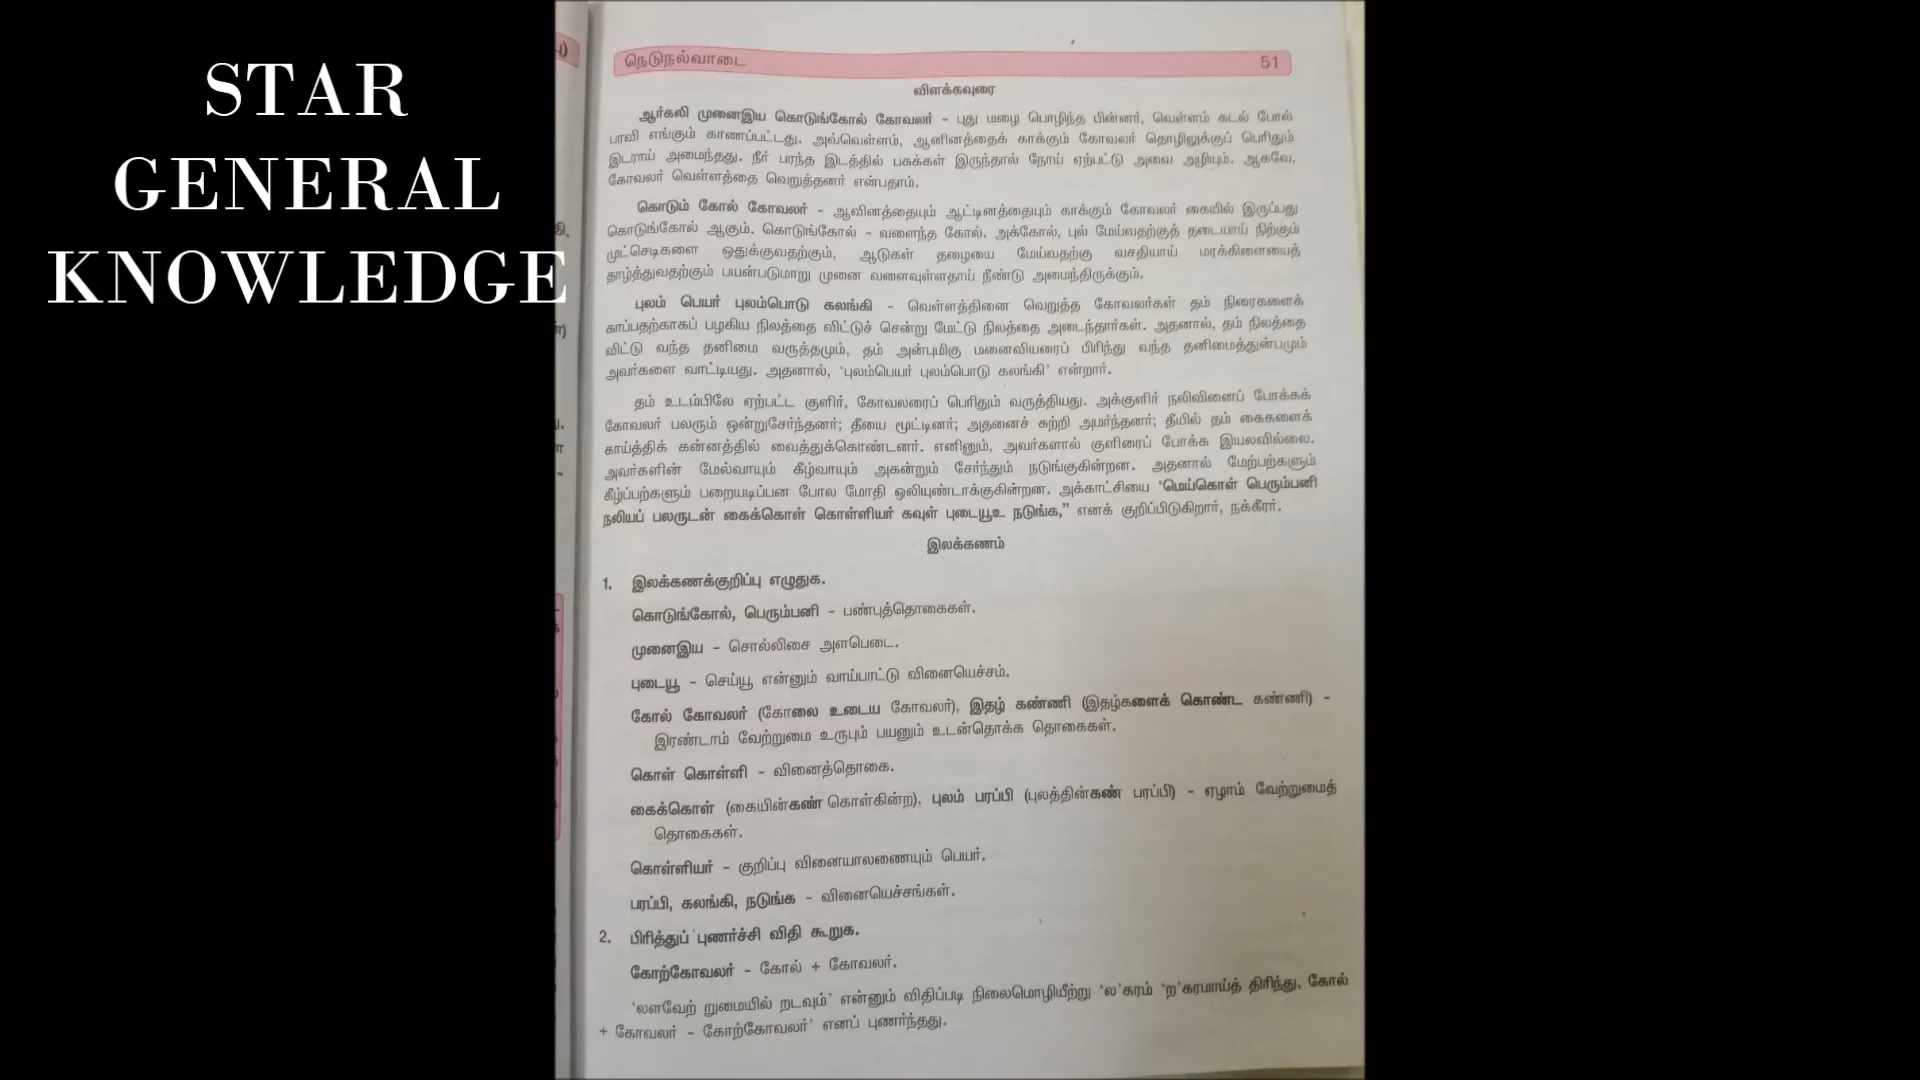 STAR
GENERAL
KNOWLEDGE
நெடுநல்வாடை 51
விளக்கவுரை
ஆர்கலி முனைஇய கொடுங்கோல் கோவலர் – புது மழை பொழிந்த பின்னர், வெள்ளம் கடல் போல்
பரவி எங்கும் காணப்பட்டது. அவ்வெள்ளம், ஆனினத்தைக் காக்கும் கோவலர் தொழிலுக்குப் பெரிதும்
இடராய் அமைந்தது. நீர் பரந்த இடத்தில் பசுக்கள் இருந்தால் நோய் ஏற்பட்டு அவை அழியும். ஆகவே,
கோவலர் வெள்ளத்தை வெறுத்தனர் என்பதாம்.
கொடும் கோல் கோவலர் – ஆவினத்தையும் ஆட்டினத்தையும் காக்கும் கோவலர் கையில் இருப்பது
கொடுங்கோல் ஆகும். கொடுங்கோல் – வளைந்த கோல். அக்கோல், புல் மேய்வதற்குத் தடையாய் நிற்கும்
முட்செடிகளை ஒதுக்குவதற்கும், ஆடுகள் தழையை மேய்வதற்கு வசதியாய் மரக்கிளையைத்
தாழ்த்துவதற்கும் பயன்படுமாறு முனை வளைவுள்ளதாய் நீண்டு அமைந்திருக்கும்.
புலம் பெயர் புலம்பொடு கலங்கி – வெள்ளத்தினை வெறுத்த கோவலர்கள் தம் நிரைகளைக்
காப்பதற்காகப் பழகிய நிலத்தை விட்டுச் சென்று மேட்டு நிலத்தை அடைந்தார்கள். அதனால், தம் நிலத்தை
விட்டு வந்த தனிமை வருத்தமும், தம் அன்புமிகு மனைவியரைப் பிரிந்து வந்த தனிமைத்துன்பமும்
அவர்களை வாட்டியது. அதனால், ‘புலம்பெயர் புலம்பொடு கலங்கி’ என்றார்.
தம் உடம்பிலே ஏற்பட்ட குளிர், கோவலரைப் பெரிதும் வருத்தியது. அக்குளிர் நலிவினைப் போக்கக்
கோவலர் பலரும் ஒன்றுசேர்ந்தனர்; தீயை மூட்டினர்; அதனைச் சுற்றி அமர்ந்தனர்; தீயில் தம் கைகளைக்
காய்த்திக் கன்னத்தில் வைத்துக்கொண்டனர். எனினும், அவர்களால் குளிரைப் போக்க இயலவில்லை.
அவர்களின் மேல்வாயும் கீழ்வாயும் அகன்றும் சேர்ந்தும் நடுங்குகின்றன. அதனால் மேற்பற்களும்
கீழ்ப்பற்களும் பறையடிப்பன போல மோதி ஒலியுண்டாக்குகின்றன. அக்காட்சியை ‘மெய்கொள் பெரும்பனி
நலியப் பலருடன் கைக்கொள் கொள்ளியர் கவுள் புடையூஉ நடுங்க,” எனக் குறிப்பிடுகிறார், நக்கீரர்.
இலக்கணம்
1. இலக்கணக்குறிப்பு எழுதுக.
கொடுங்கோல், பெரும்பனி – பண்புத்தொகைகள்.
முனைஇய – சொல்லிசை அளபெடை.
புடையூ – செய்யூ என்னும் வாய்பாட்டு வினையெச்சம்.
கோல் கோவலர் (கோலை உடைய கோவலர்), இதழ் கண்ணி (இதழ்களைக் கொண்ட கண்ணி) –
இரண்டாம் வேற்றுமை உருபும் பயனும் உடன்தொக்க தொகைகள்.
கொள் கொள்ளி – வினைத்தொகை.
கைக்கொள் (கையின்கண் கொள்கின்ற), புலம் பரப்பி (புலத்தின்கண் பரப்பி) – ஏழாம் வேற்றுமைத்
தொகைகள்.
கொள்ளியர் – குறிப்பு வினையாலணையும் பெயர்.
பரப்பி, கலங்கி, நடுங்க – வினையெச்சங்கள்.
2. பிரித்துப் புணர்ச்சி விதி கூறுக.
கோற்கோவலர் – கோல் + கோவலர்.
‘லளவேற் றுமையில் றடவும்’ என்னும் விதிப்படி நிலைமொழியீற்று ‘ல’கரம் ‘ற’கரமாய்த் திரிந்து, கோல்
+ கோவலர் – கோற்கோவலர்’ எனப் புணர்ந்தது.